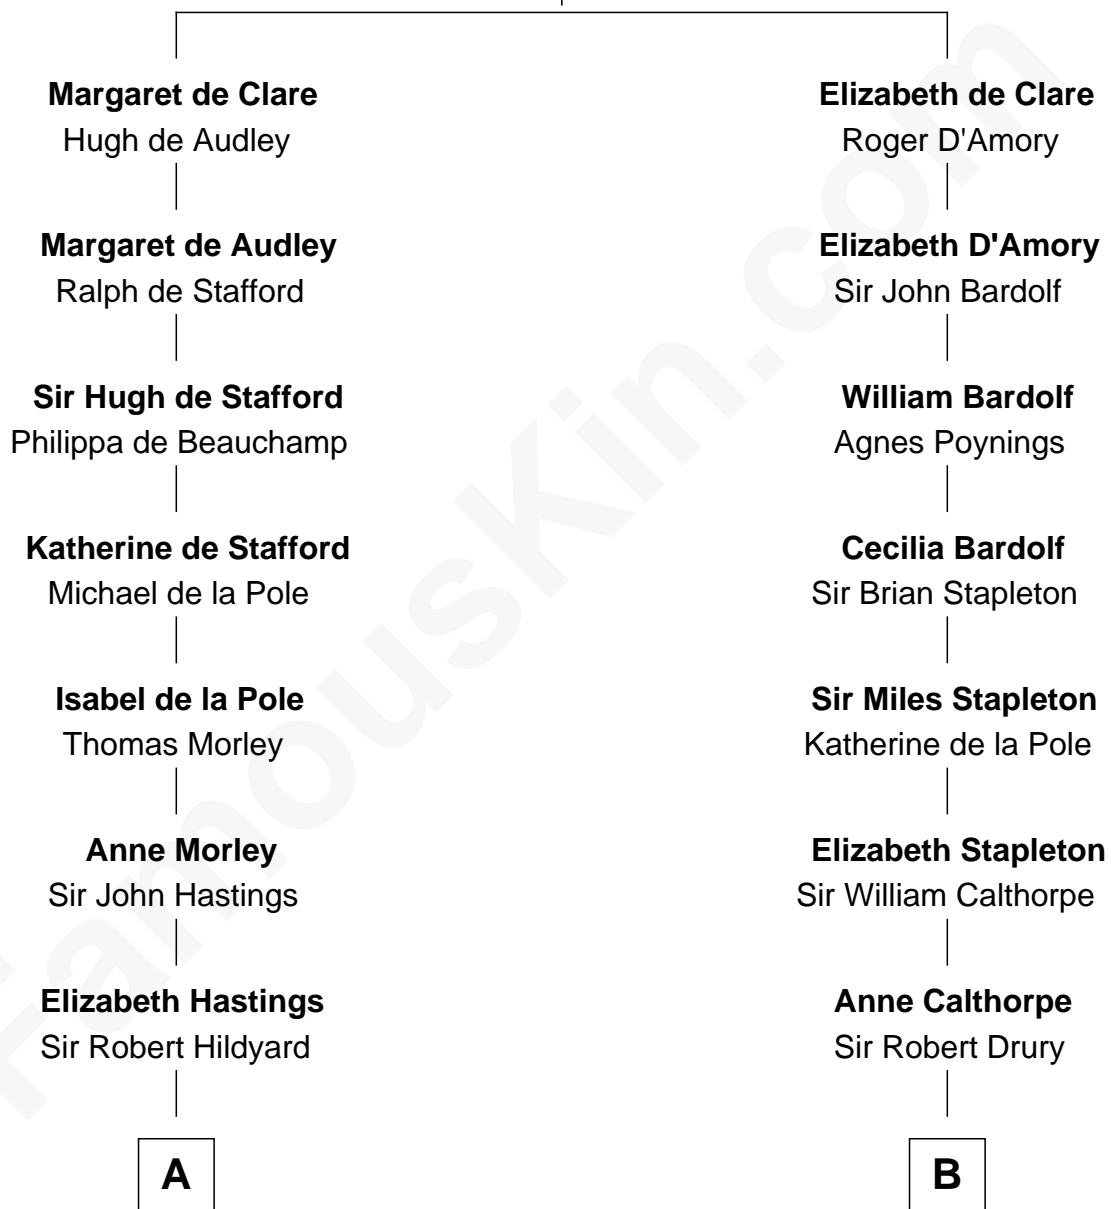 Margaret de Clare
Hugh de Audley
Margaret de Audley
Ralph de Stafford
Sir Hugh de Stafford
Philippa de Beauchamp
Katherine de Stafford
Michael de la Pole
Isabel de la Pole
Thomas Morley
Anne Morley
Sir John Hastings
Elizabeth Hastings
Sir Robert Hildyard
A
Elizabeth de Clare
Roger D'Amory
Elizabeth D'Amory
Sir John Bardolf
William Bardolf
Agnes Poynings
Cecilia Bardolf
Sir Brian Stapleton
Sir Miles Stapleton
Katherine de la Pole
Elizabeth Stapleton
Sir William Calthorpe
Anne Calthorpe
Sir Robert Drury
B
FamousKin.com